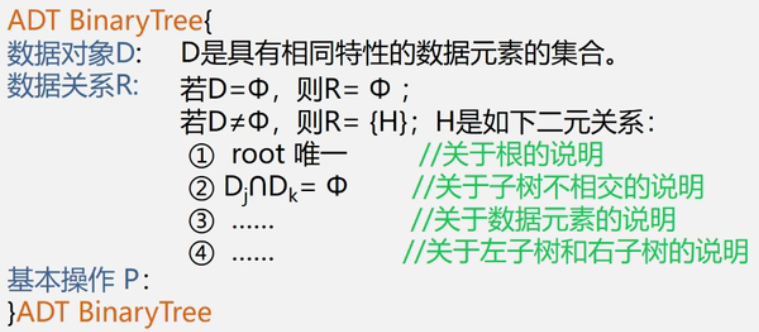 ADT BinaryTree{
数据对象D: D是具有相同特性的数据元素的集合。
数据关系R: 若D=Φ，则R= Φ ；
若D≠Φ，则R= {H}；H是如下二元关系：
① root 唯一 //关于根的说明
② Dj∩Dk= Φ //关于子树不相交的说明
③ ...... //关于数据元素的说明
④ ...... //关于左子树和右子树的说明
基本操作 P：
}ADT BinaryTree